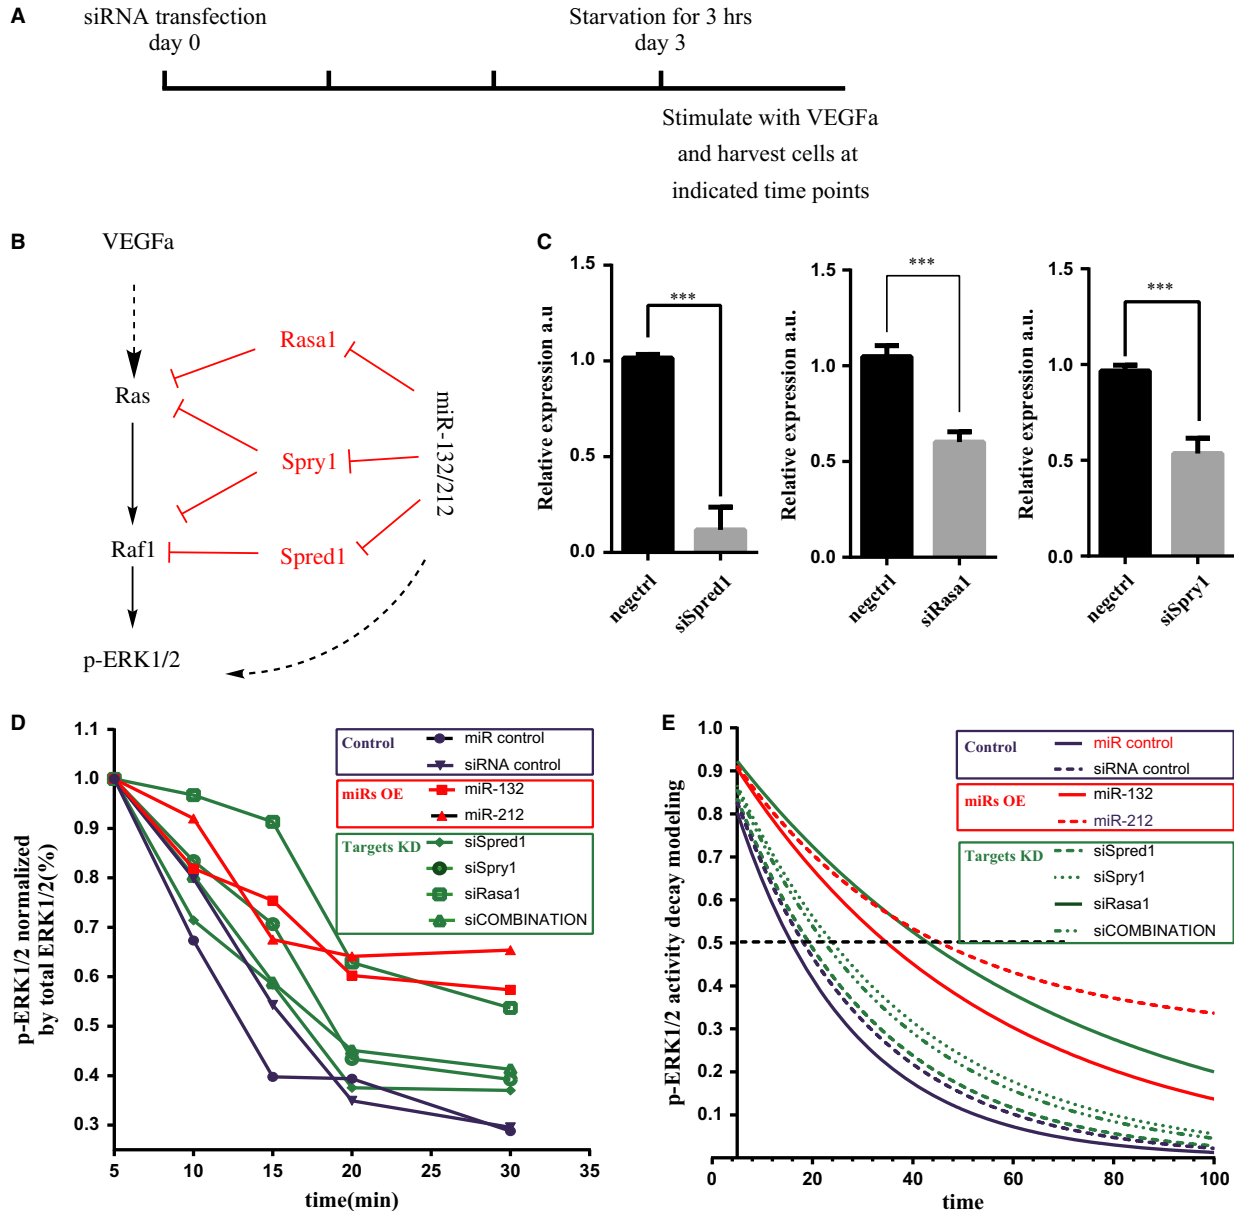 A
siRNA transfection
day 0
Starvation for 3 hrs
day 3
Stimulate with VEGFa
and harvest cells at
indicated time points
B
VEGFa
Ras
Raf1
p-ERK1/2
Rasa1
Spry1
Spred1
miR-132/212
C
Relative expression a.u
1.5
1.0
0.5
0.0
***
negctrl
siSpred1
Relative expression a.u.
1.5
1.0
0.5
0.0
***
negctrl
siRasa1
Relative expression a.u.
1.5
1.0
0.5
0.0
***
negctrl
siSpry1
D
p-ERK1/2 normalized
by total ERK1/2(%)
1.1
1.0
0.9
0.8
0.7
0.6
0.5
0.4
0.3
5
10
15
20
25
30
35
time(min)
Control
miR control
siRNA control
miRs OE
miR-132
miR-212
Targets KD
siSpred1
siSpry1
siRasa1
siCOMBINATION
E
p-ERK1/2 activity decay modeling
1.0
0.9
0.8
0.7
0.6
0.5
0.4
0.3
0.2
0.1
0
20
40
60
80
100
time
Control
miR control
siRNA control
miRs OE
miR-132
miR-212
Targets KD
siSpred1
siSpry1
siRasa1
siCOMBINATION